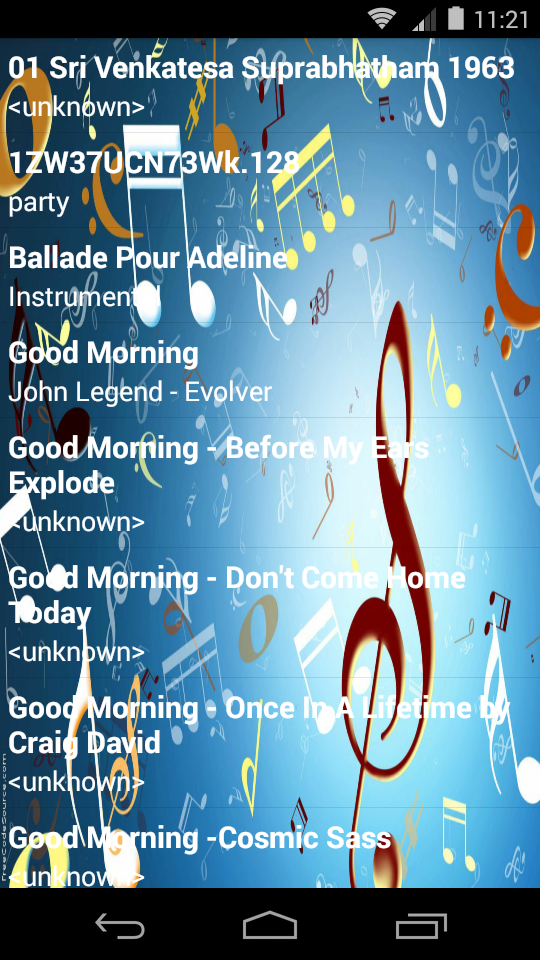 11:21
01 Sri Venkatesa Suprabhatham 1963
<unknown>
1ZW37UCN73Wk.128
party
Ballade Pour Adeline
Instrumental
Good Morning
John Legend - Evolver
Good Morning - Before My Ears
Explode
<unknown>
Good Morning - Don't Come Home
Today
<unknown>
Good Morning - Once In A Lifetime by
Craig David
<unknown>
Good Morning -Cosmic Sass
<unknown>
FreeCodeSource.com